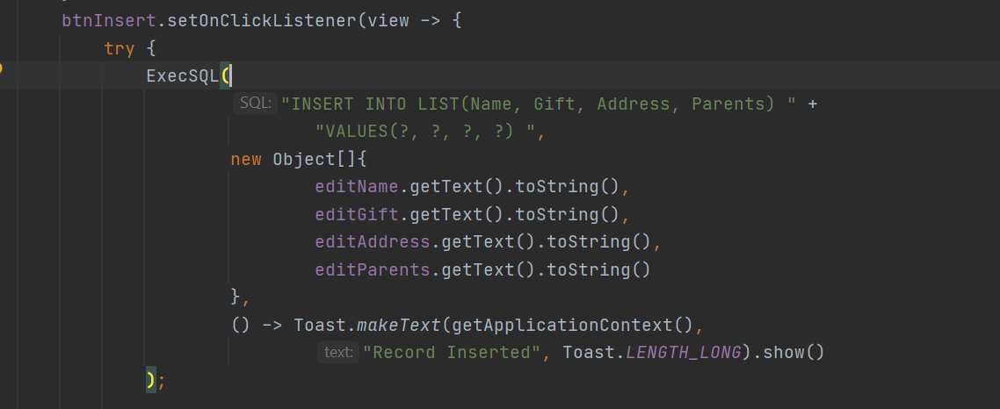 btnInsert.setOnClickListener(view -> {
try {
ExecSQL(
SQL: "INSERT INTO LIST(Name, Gift, Address, Parents) " +
"VALUES(?, ?, ?, ?) ",
new Object[]{
editName.getText().toString(),
editGift.getText().toString(),
editAddress.getText().toString(),
editParents.getText().toString()
},
() -> Toast.makeText(getApplicationContext(),
text: "Record Inserted", Toast.LENGTH_LONG).show()
);